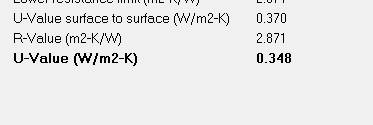 U-Value surface to surface (W/m2-K) 0.370
R-Value (m2-K/W) 2.871
U-Value (W/m2-K) 0.348